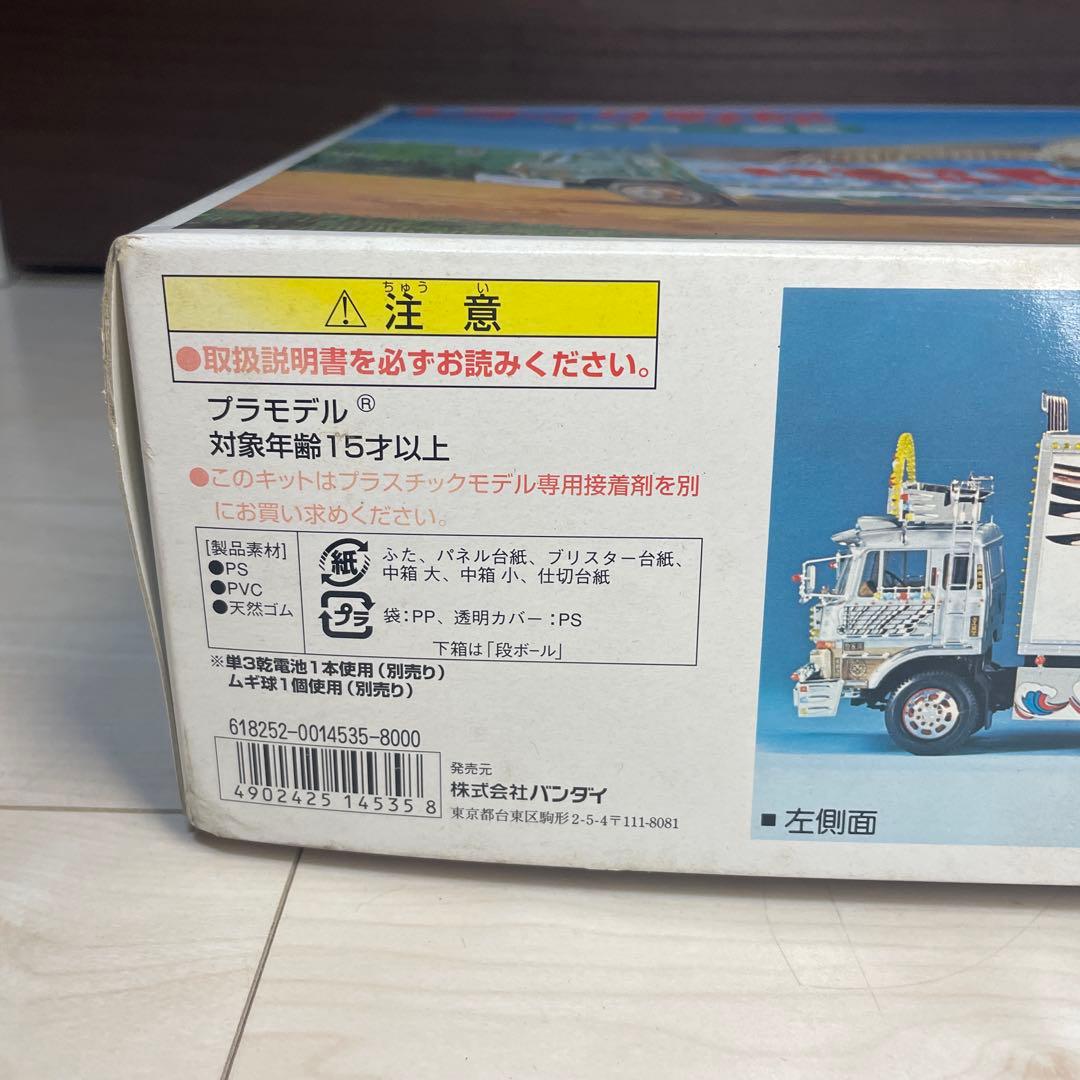 ちゅう い
⚠注 意
●取扱説明書を必ずお読みください。
プラモデル®
対象年齢15才以上
●このキットはプラスチックモデル専用接着剤を別
にお買い求めください。
[製品素材]
●PS
●PVC
●天然ゴム
紙 ふた、パネル台紙、ブリスター台紙、
中箱 大、中箱 小、仕切台紙
プラ 袋:PP、透明カバー:PS
下箱は「段ボール」
※単3乾電池1本使用(別売り)
ムギ球1個使用(別売り)
618252-0014535-8000
4902425145358
発売元
株式会社バンダイ
東京都台東区駒形2-5-4〒111-8081
■左側面